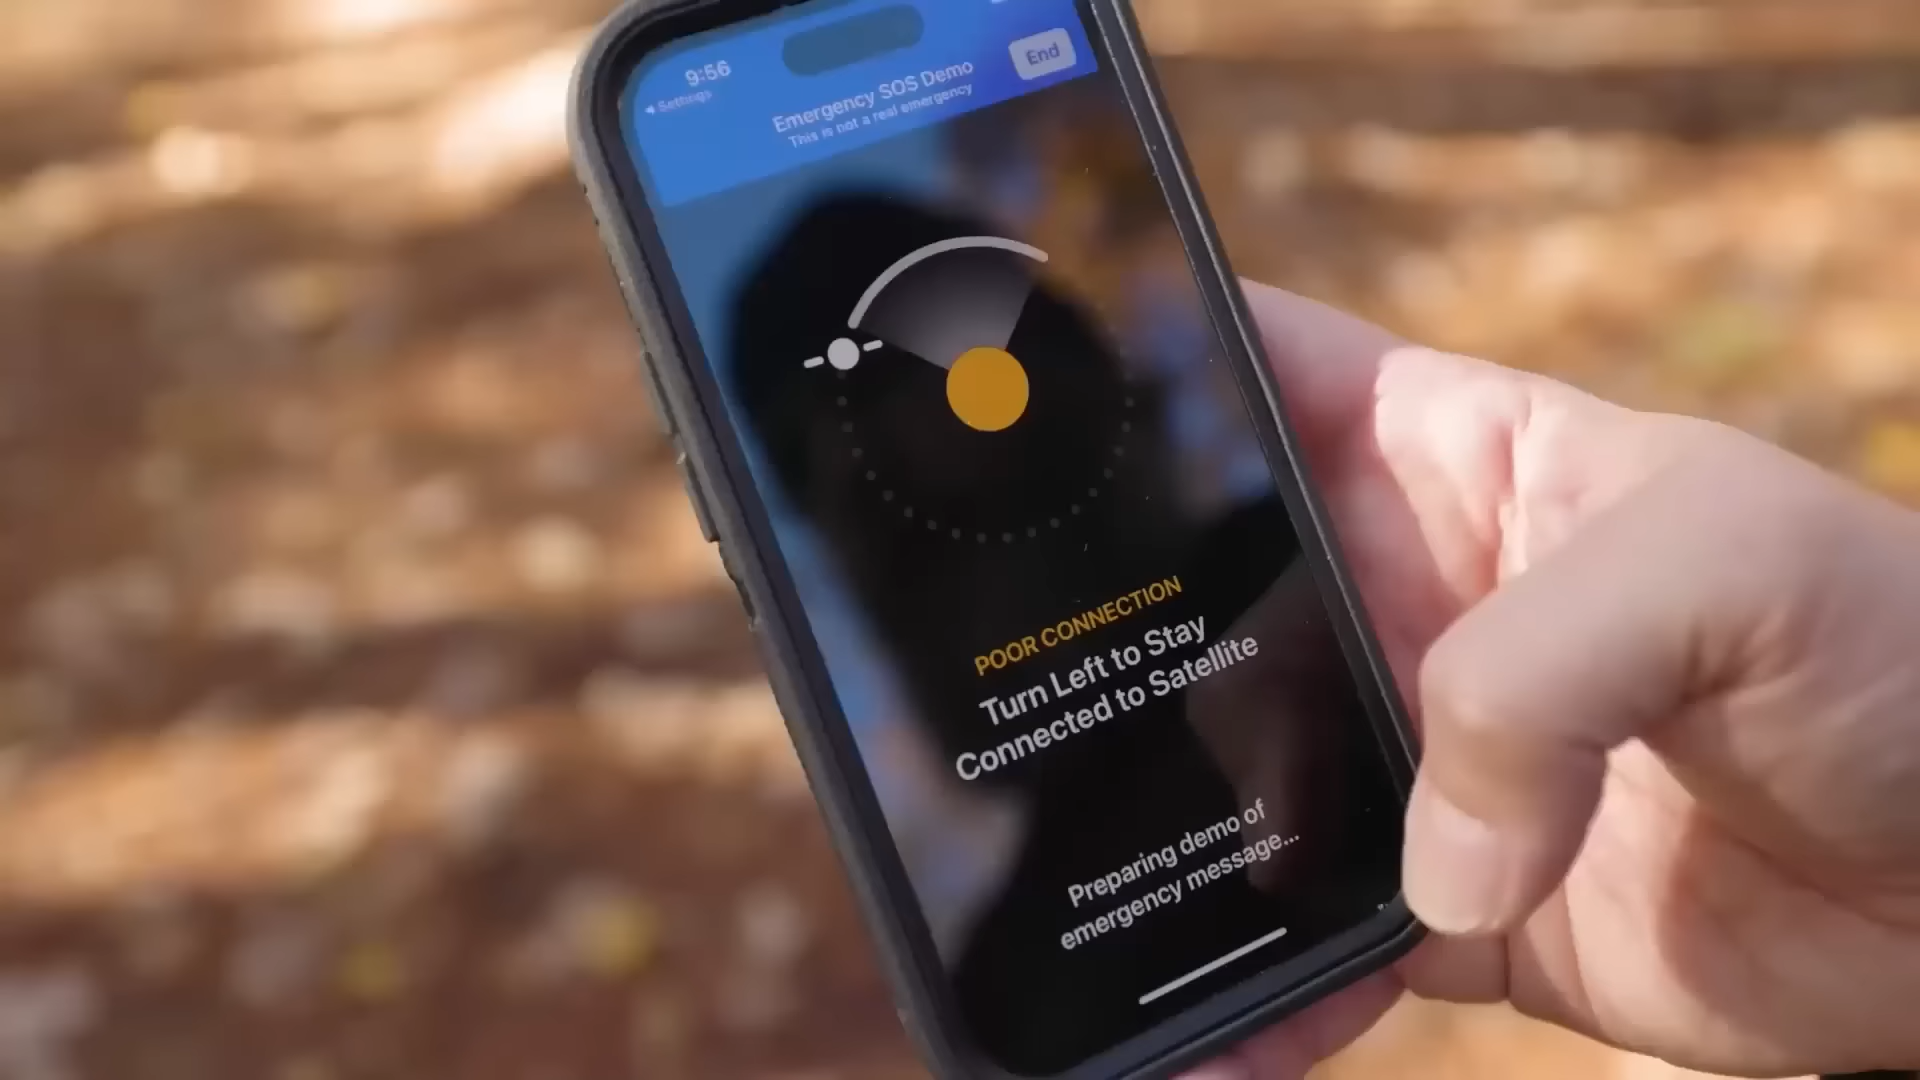 9:56
Settings
End
Emergency SOS Demo
This is not a real emergency
POOR CONNECTION
Turn Left to Stay
Connected to Satellite
Preparing demo of
emergency message...